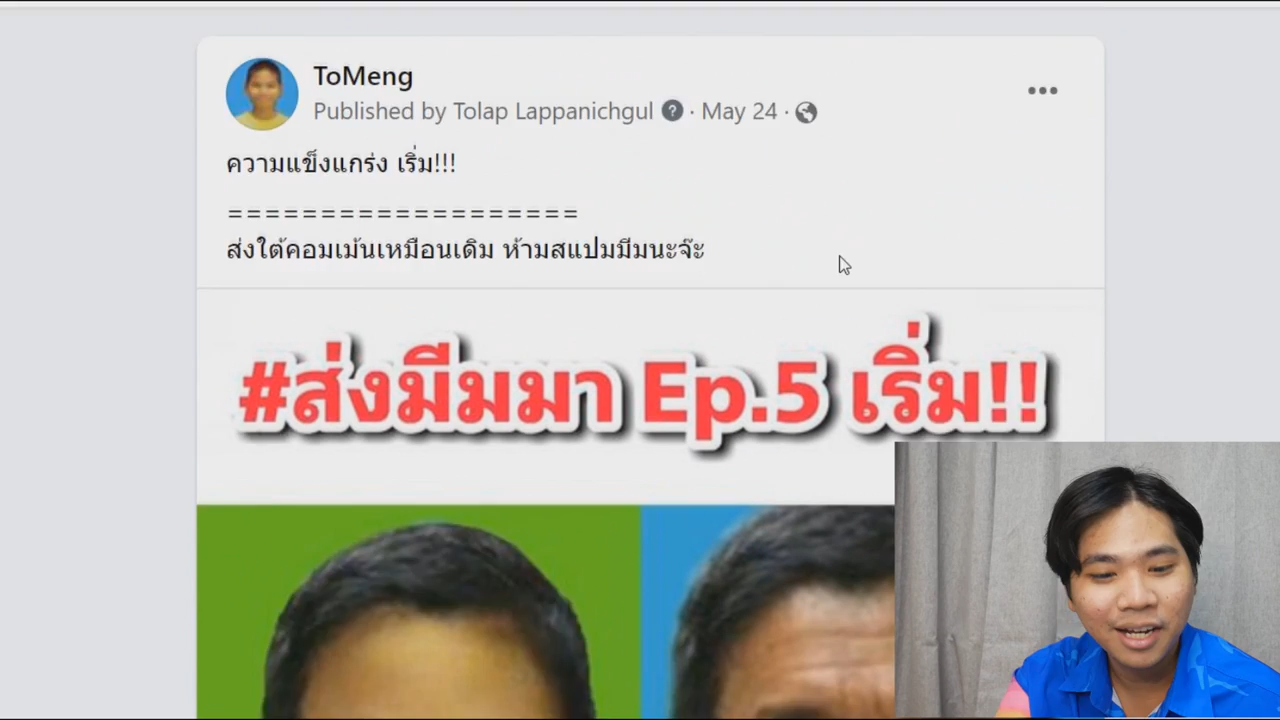 ToMeng
Published by Tolap Lappanichgul · May 24 ·
ความแข็งแกร่ง เริ่ม!!!
===================
ส่งใต้คอมเม้นเหมือนเดิม ห้ามสแปมมีมนะจ๊ะ
#ส่งมีมมา Ep.5 เริ่ม!!